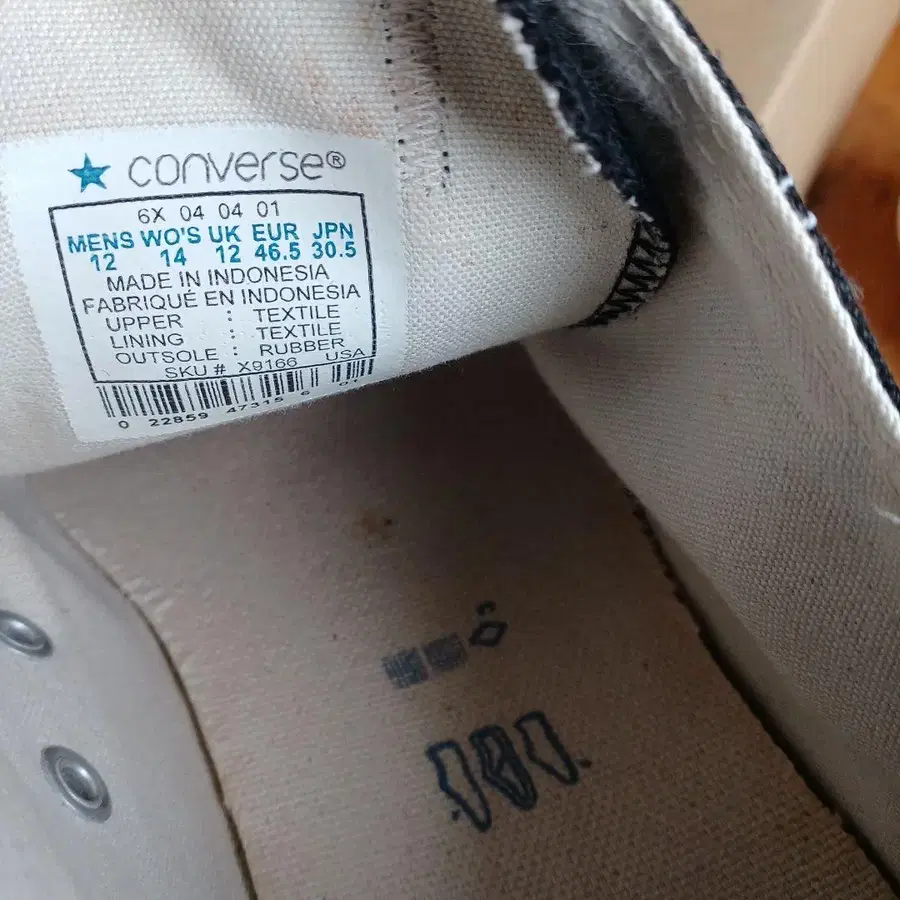 converse®
6X 04 04 01
MENS WO'S UK EUR JPN
12 14 12 46.5 30.5
MADE IN INDONESIA
FABRIQUÉ EN INDONESIA
UPPER : TEXTILE
LINING : TEXTILE
OUTSOLE : RUBBER
SKU # X9166 USA
0 22859 47315 6 01